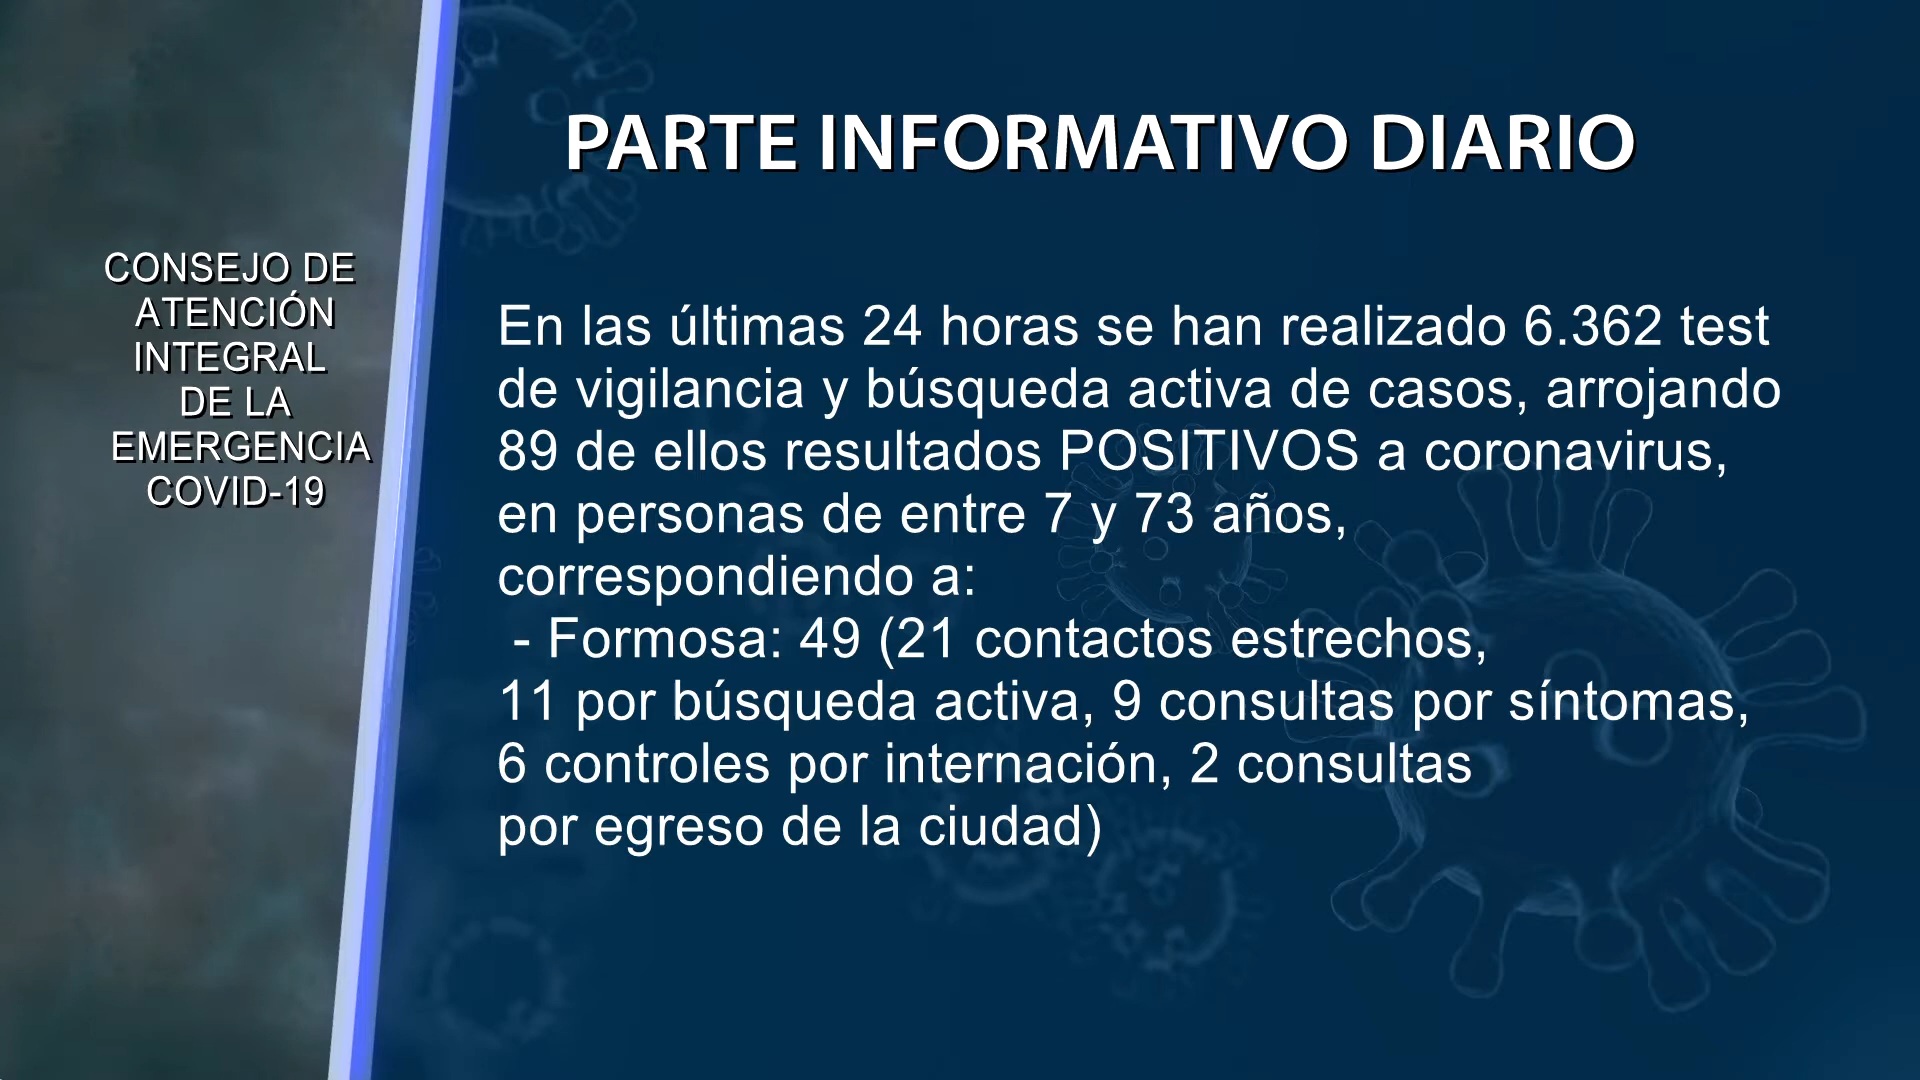 CONSEJO DE
ATENCIÓN
INTEGRAL
DE LA
EMERGENCIA
COVID-19
PARTE INFORMATIVO DIARIO
En las últimas 24 horas se han realizado 6.362 test
de vigilancia y búsqueda activa de casos, arrojando
89 de ellos resultados POSITIVOS a coronavirus,
en personas de entre 7 y 73 años,
correspondiendo a:
- Formosa: 49 (21 contactos estrechos,
11 por búsqueda activa, 9 consultas por síntomas,
6 controles por internación, 2 consultas
por egreso de la ciudad)